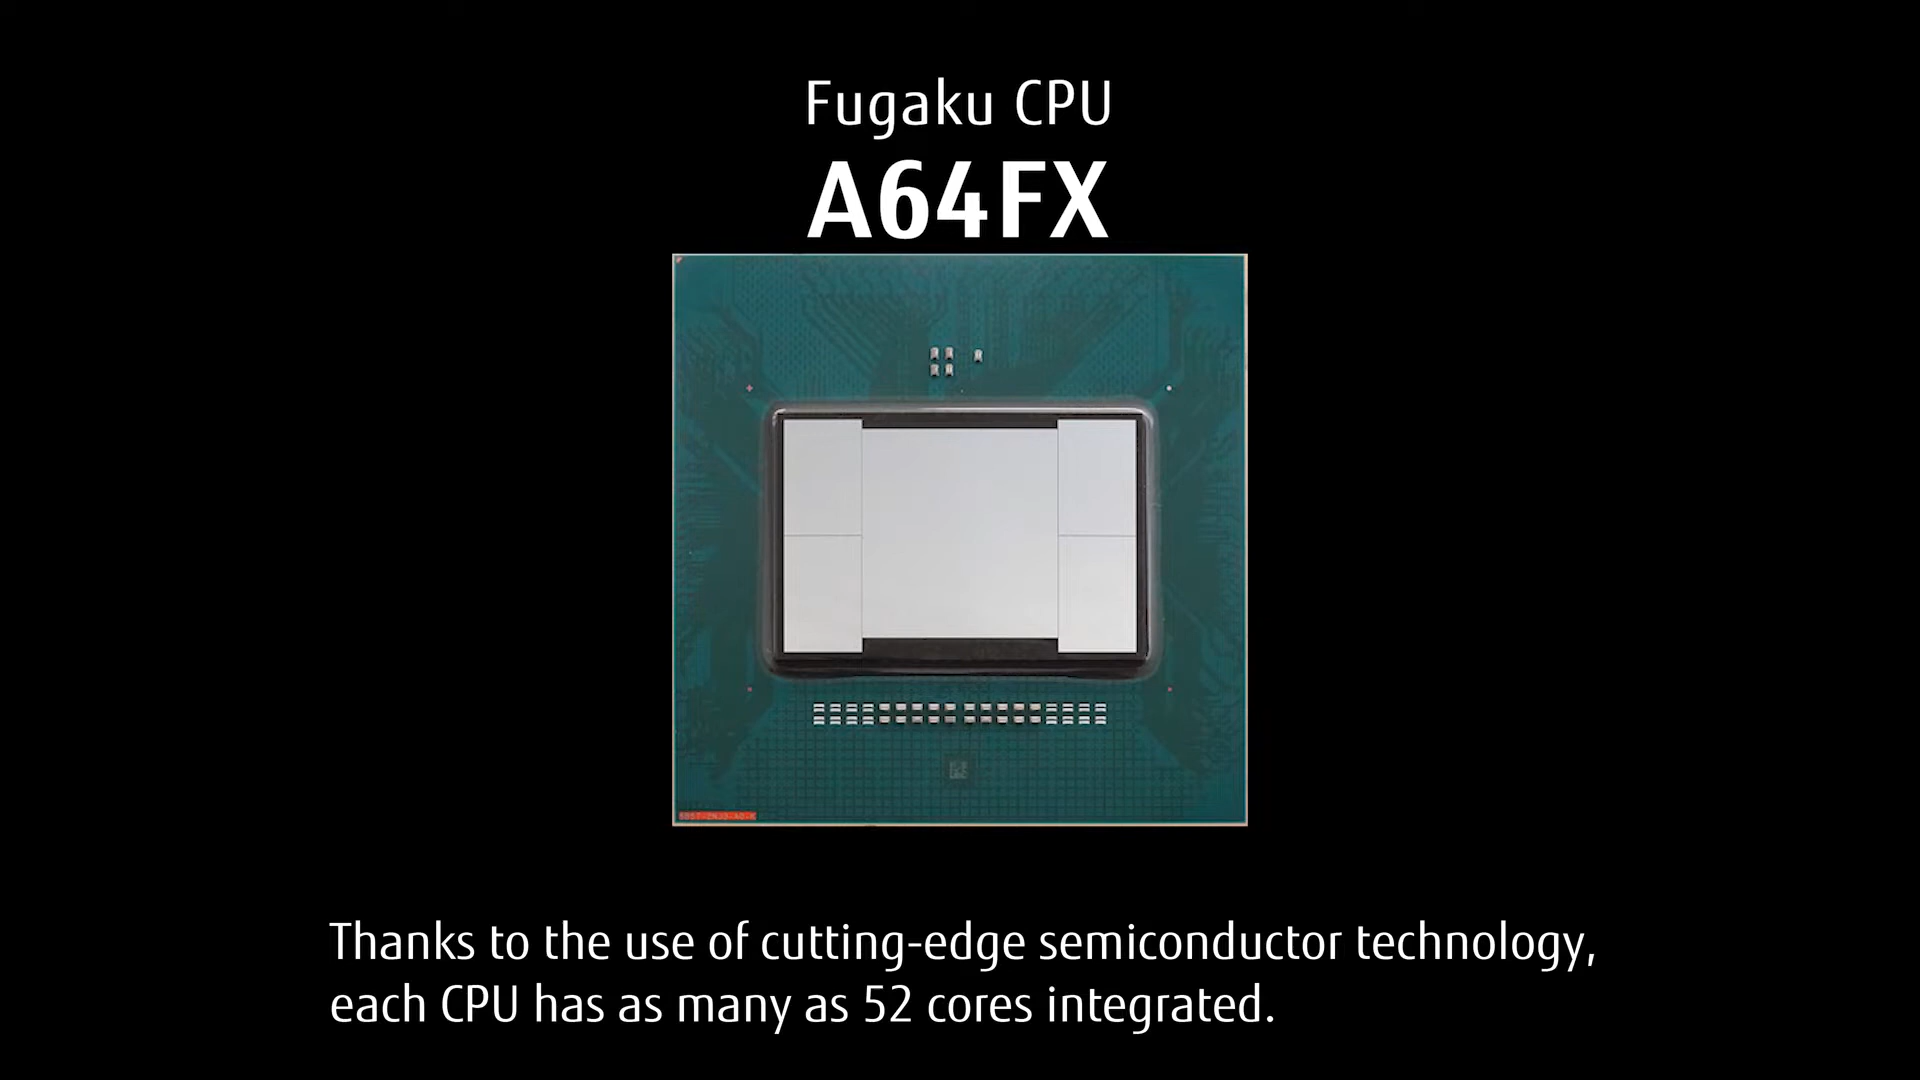 Fugaku CPU
A64FX
Thanks to the use of cutting-edge semiconductor technology,
each CPU has as many as 52 cores integrated.